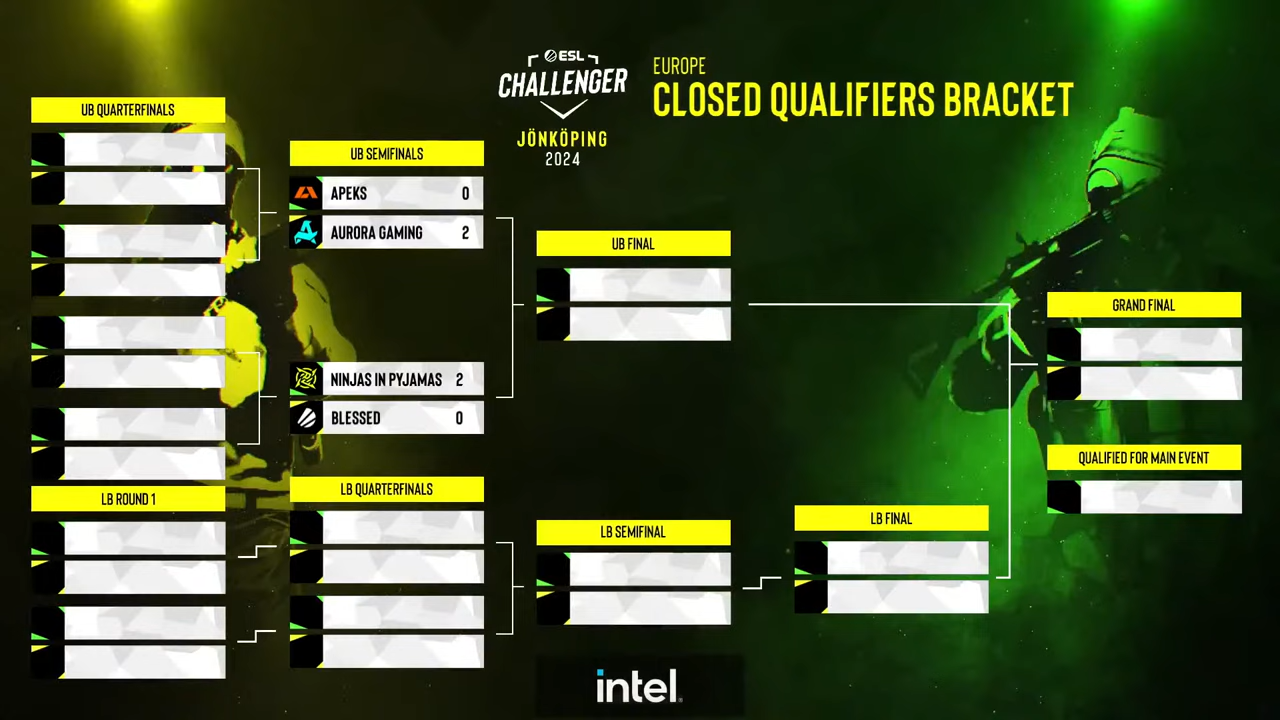 ESL
CHALLENGER
JÖNKÖPING
2024
EUROPE
CLOSED QUALIFIERS BRACKET
UB QUARTERFINALS
UB SEMIFINALS
APEKS 0
AURORA GAMING 2
NINJAS IN PYJAMAS 2
BLESSED 0
UB FINAL
GRAND FINAL
QUALIFIED FOR MAIN EVENT
LB ROUND 1
LB QUARTERFINALS
LB SEMIFINAL
LB FINAL
intel.